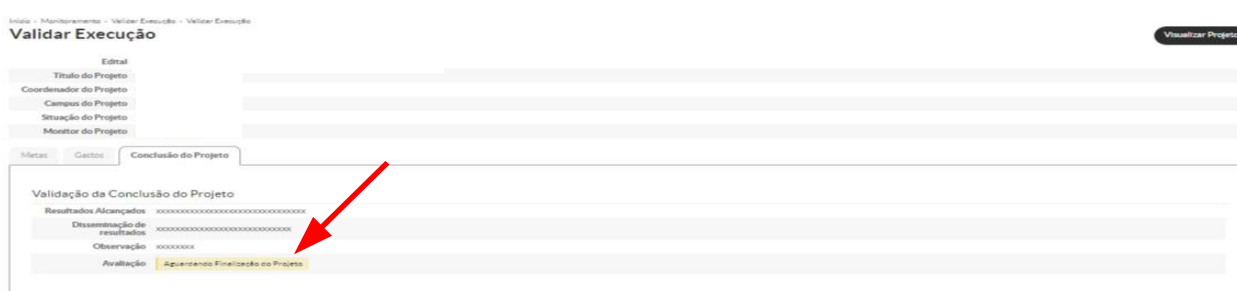 Início » Monitoramento » Validar Execução » Validar Execução
Validar Execução
Visualizar Projeto
Edital
Título do Projeto
Coordenador do Projeto
Campus do Projeto
Situação do Projeto
Monitor do Projeto
Metas Gastos Conclusão do Projeto
Validação da Conclusão do Projeto
Resultados Alcançados xxxxxxxxxxxxxxxxxxxxxxxxxxxxxxx
Disseminação de
resultados xxxxxxxxxxxxxxxxxxxxxxxxxxxx
Observação xxxxxxxx
Avaliação Aguardando Finalização do Projeto